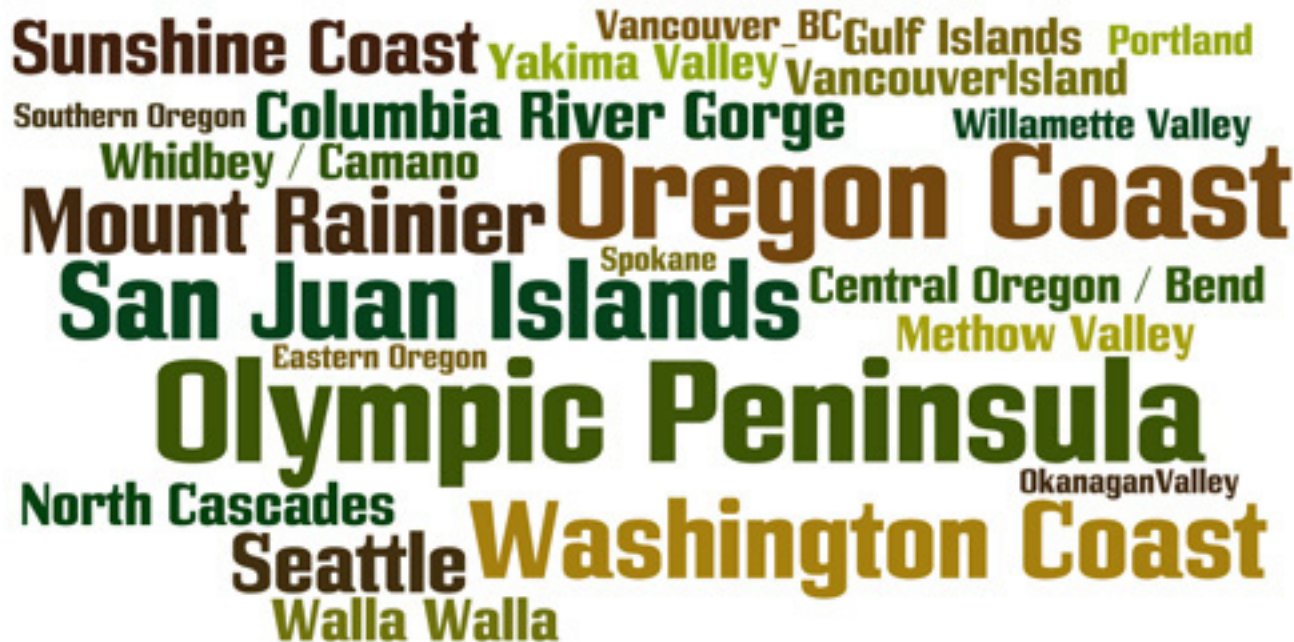 Sunshine Coast
Vancouver_BC
Gulf Islands
Portland
Yakima Valley
VancouverIsland
Southern Oregon
Columbia River Gorge
Willamette Valley
Whidbey / Camano
Oregon Coast
Mount Rainier
Spokane
San Juan Islands
Central Oregon / Bend
Methow Valley
Eastern Oregon
Olympic Peninsula
OkanaganValley
North Cascades
Washington Coast
Seattle
Walla Walla